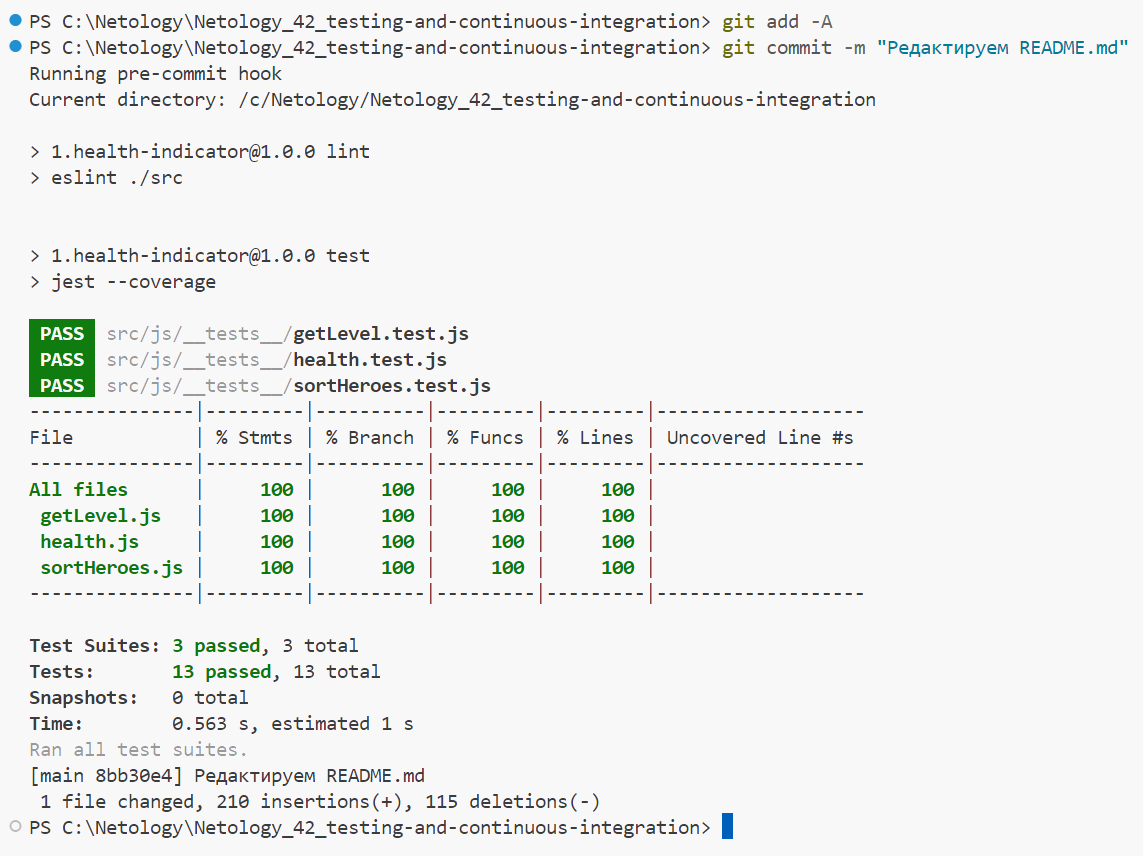 PS C:\Netology\Netology_42_testing-and-continuous-integration> git add -A
PS C:\Netology\Netology_42_testing-and-continuous-integration> git commit -m "Редактируем README.md"
Running pre-commit hook
Current directory: /c/Netology/Netology_42_testing-and-continuous-integration
> 1.health-indicator@1.0.0 lint
> eslint ./src
> 1.health-indicator@1.0.0 test
> jest --coverage
PASS src/js/__tests__/getLevel.test.js
PASS src/js/__tests__/health.test.js
PASS src/js/__tests__/sortHeroes.test.js
---------------|---------|----------|---------|---------|-------------------
File           | % Stmts | % Branch | % Funcs | % Lines | Uncovered Line #s
---------------|---------|----------|---------|---------|-------------------
All files      |     100 |      100 |     100 |     100 |
 getLevel.js   |     100 |      100 |     100 |     100 |
 health.js     |     100 |      100 |     100 |     100 |
 sortHeroes.js |     100 |      100 |     100 |     100 |
---------------|---------|----------|---------|---------|-------------------
Test Suites: 3 passed, 3 total
Tests:       13 passed, 13 total
Snapshots:   0 total
Time:        0.563 s, estimated 1 s
Ran all test suites.
[main 8bb30e4] Редактируем README.md
 1 file changed, 210 insertions(+), 115 deletions(-)
PS C:\Netology\Netology_42_testing-and-continuous-integration>